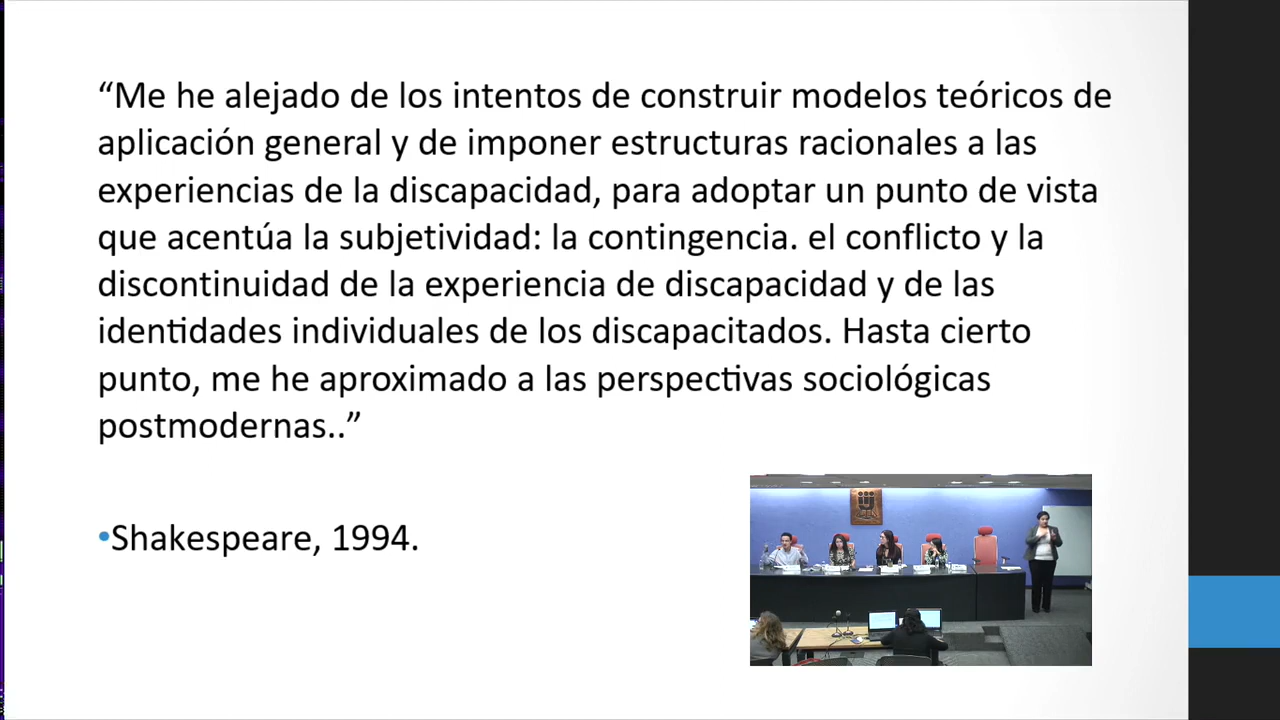 “Me he alejado de los intentos de construir modelos teóricos de
aplicación general y de imponer estructuras racionales a las
experiencias de la discapacidad, para adoptar un punto de vista
que acentúa la subjetividad: la contingencia. el conflicto y la
discontinuidad de la experiencia de discapacidad y de las
identidades individuales de los discapacitados. Hasta cierto
punto, me he aproximado a las perspectivas sociológicas
postmodernas..”
•Shakespeare, 1994.